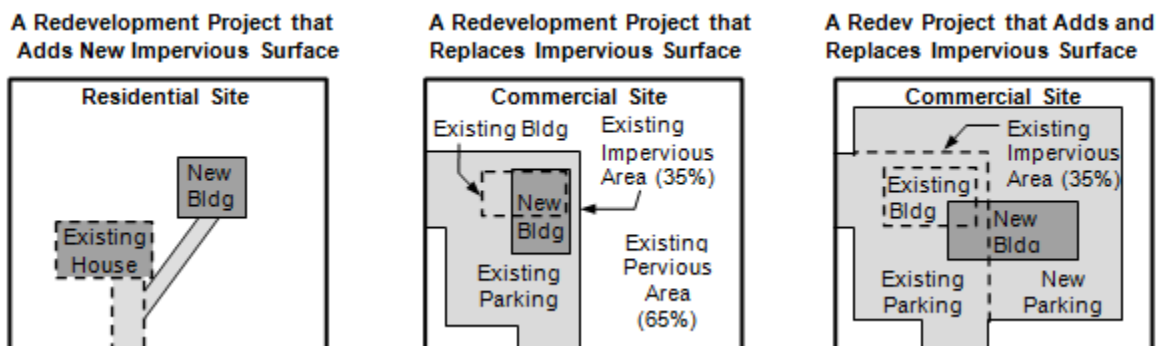 A Redevelopment Project that
Adds New Impervious Surface
Residential Site
New
Bldg
Existing
House
A Redevelopment Project that
Replaces Impervious Surface
Commercial Site
Existing Bldg
Existing
Impervious
Area (35%)
New
Bldg
Existing
Pervious
Area
(65%)
Existing
Parking
A Redev Project that Adds and
Replaces Impervious Surface
Commercial Site
Existing
Impervious
Area (35%)
Existing
Bldg
New
Bldg
Existing
Parking
New
Parking